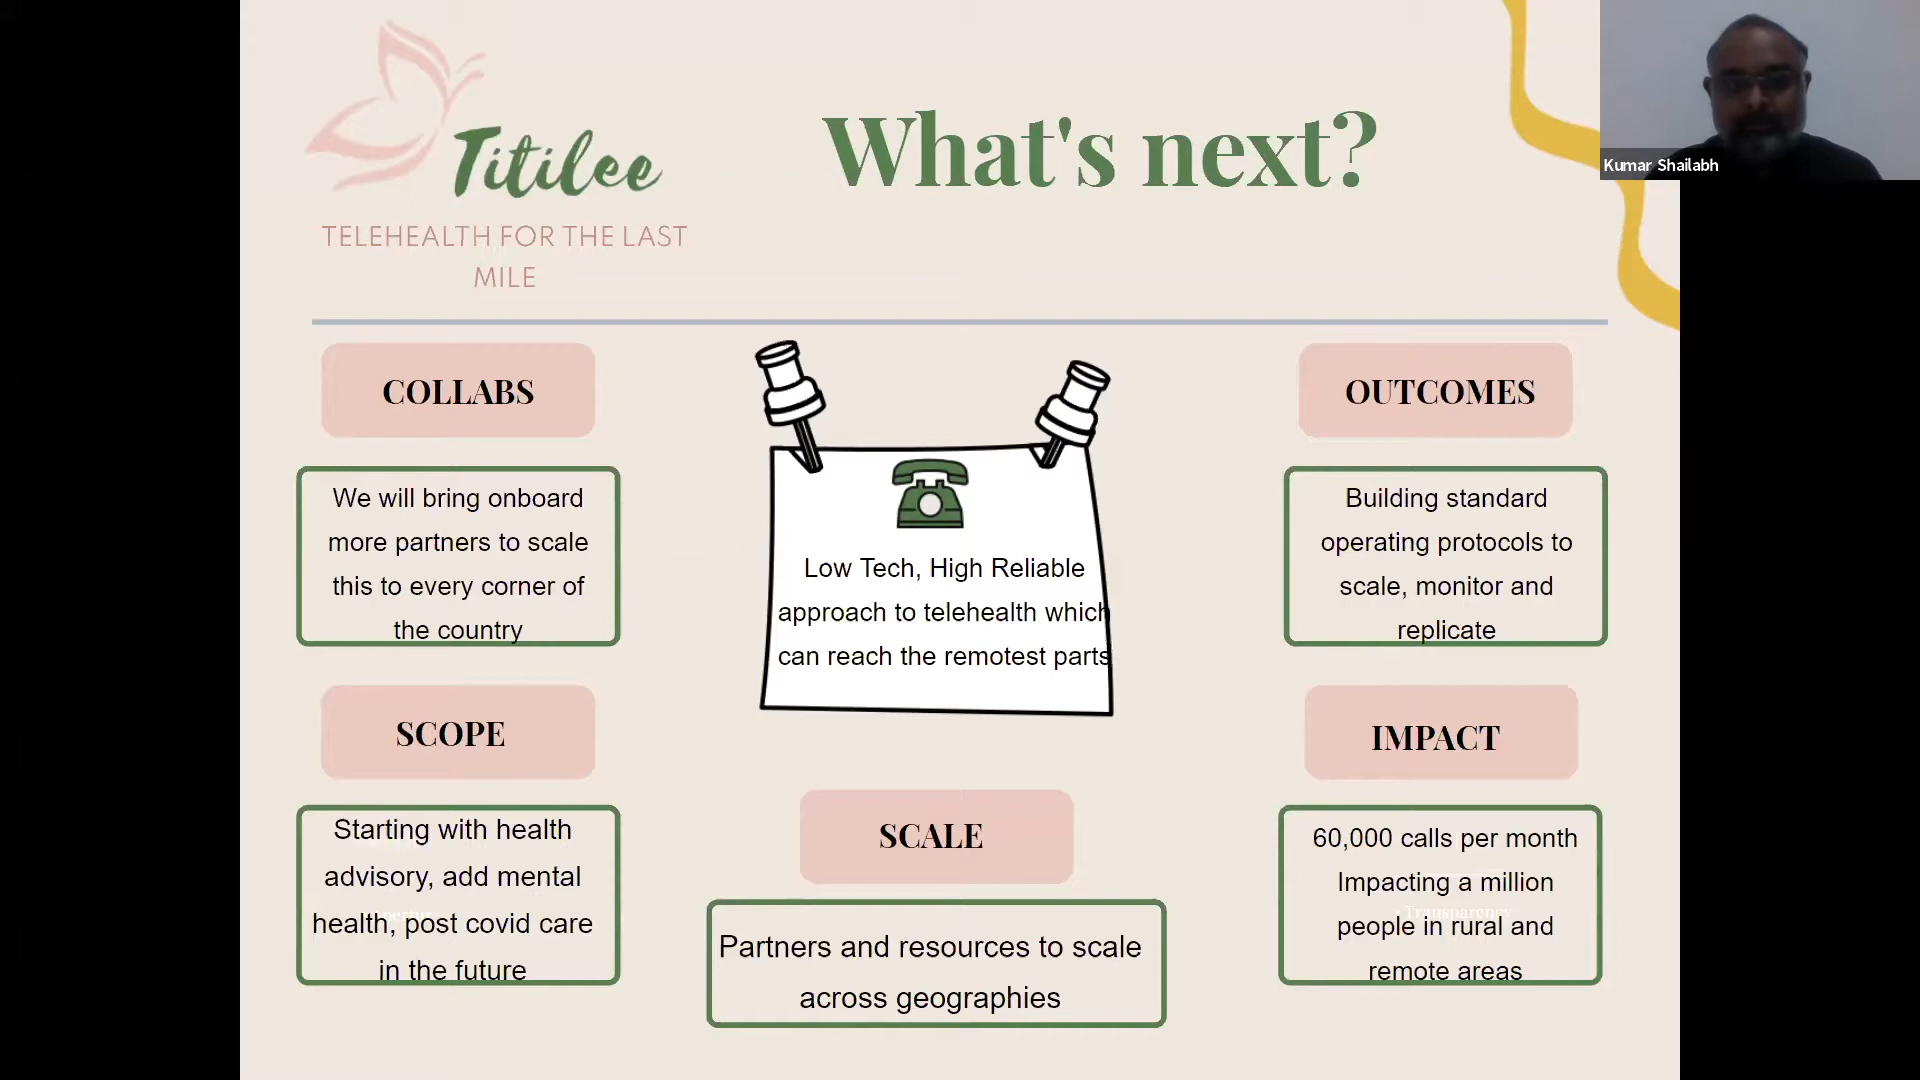 Titilee
TELEHEALTH FOR THE LAST
MILE
What's next?
Kumar Shailabh
COLLABS
We will bring onboard
more partners to scale
this to every corner of
the country
SCOPE
Starting with health
advisory, add mental
health, post covid care
in the future
Low Tech, High Reliable
approach to telehealth which
can reach the remotest parts
SCALE
Partners and resources to scale
across geographies
OUTCOMES
Building standard
operating protocols to
scale, monitor and
replicate
IMPACT
60,000 calls per month
Impacting a million
Transparency
people in rural and
remote areas